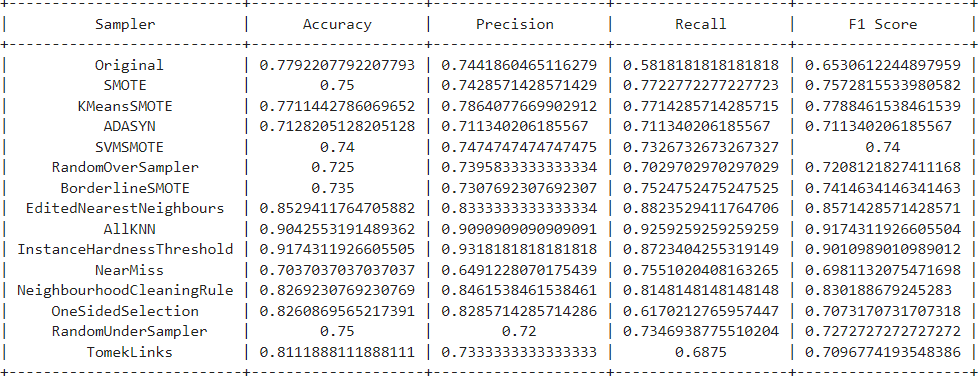 Sampler | Accuracy | Precision | Recall | F1 Score
Original | 0.7792207792207793 | 0.7441860465116279 | 0.5818181818181818 | 0.6530612244897959
SMOTE | 0.75 | 0.7428571428571429 | 0.7722772277227723 | 0.7572815533980582
KMeansSMOTE | 0.7711442786069652 | 0.7864077669902912 | 0.7714285714285715 | 0.7788461538461539
ADASYN | 0.7128205128205128 | 0.711340206185567 | 0.711340206185567 | 0.711340206185567
SVMSMOTE | 0.74 | 0.7474747474747475 | 0.7326732673267327 | 0.74
RandomOverSampler | 0.725 | 0.7395833333333334 | 0.7029702970297029 | 0.7208121827411168
BorderlineSMOTE | 0.735 | 0.7307692307692307 | 0.7524752475247525 | 0.7414634146341463
EditedNearestNeighbours | 0.8529411764705882 | 0.8333333333333334 | 0.8823529411764706 | 0.8571428571428571
AllKNN | 0.9042553191489362 | 0.9090909090909091 | 0.9259259259259259 | 0.9174311926605504
InstanceHardnessThreshold | 0.9174311926605505 | 0.9318181818181818 | 0.8723404255319149 | 0.9010989010989012
NearMiss | 0.7037037037037037 | 0.6491228070175439 | 0.7551020408163265 | 0.6981132075471698
NeighbourhoodCleaningRule | 0.8269230769230769 | 0.8461538461538461 | 0.8148148148148148 | 0.830188679245283
OneSidedSelection | 0.8260869565217391 | 0.8285714285714286 | 0.6170212765957447 | 0.7073170731707318
RandomUnderSampler | 0.75 | 0.72 | 0.7346938775510204 | 0.7272727272727272
TomekLinks | 0.8111888111888111 | 0.7333333333333333 | 0.6875 | 0.7096774193548386